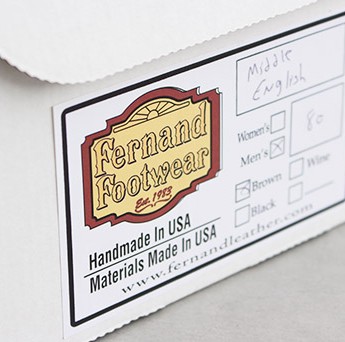 Middle
English
Fernand
Footwear
Est. 1983
Women's
Men's
80
Brown
Wine
Black
Handmade In USA
Materials Made In USA
www.fernandleather.com